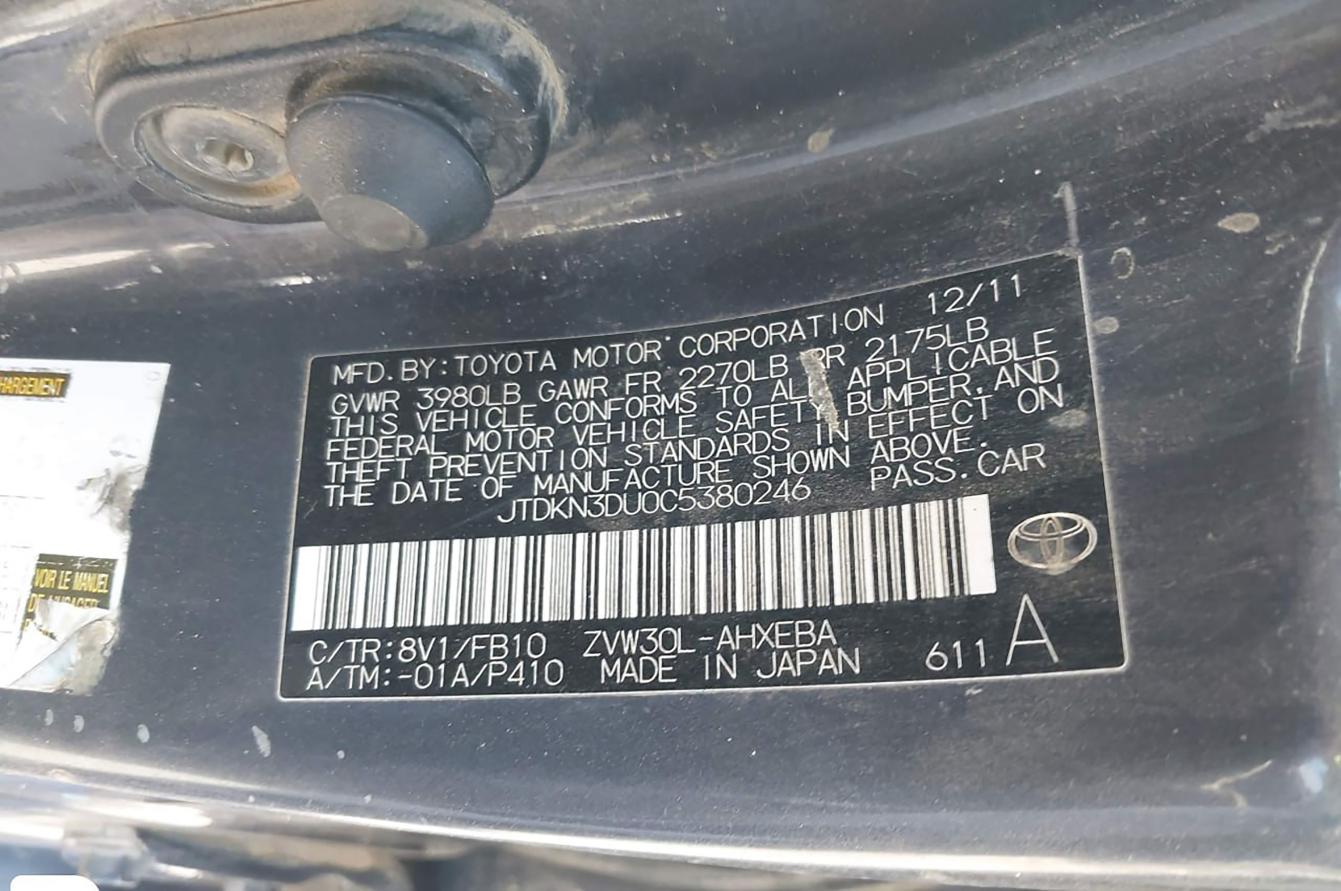 HARGEMENT
VOIR LE MANUEL
MFD. BY: TOYOTA MOTOR CORPORATION 12/11
GVWR 3980LB GAWR FR 2270LB RR 2175LB
THIS VEHICLE CONFORMS TO ALL APPLICABLE
FEDERAL MOTOR VEHICLE SAFETY, BUMPER, AND
THEFT PREVENTION STANDARDS IN EFFECT ON
THE DATE OF MANUFACTURE SHOWN ABOVE.
JTDKN3DU0C5380246 PASS. CAR
C/TR: 8V1/FB10 ZVW30L-AHXEBA
A/TM: -01A/P410 MADE IN JAPAN 611 A